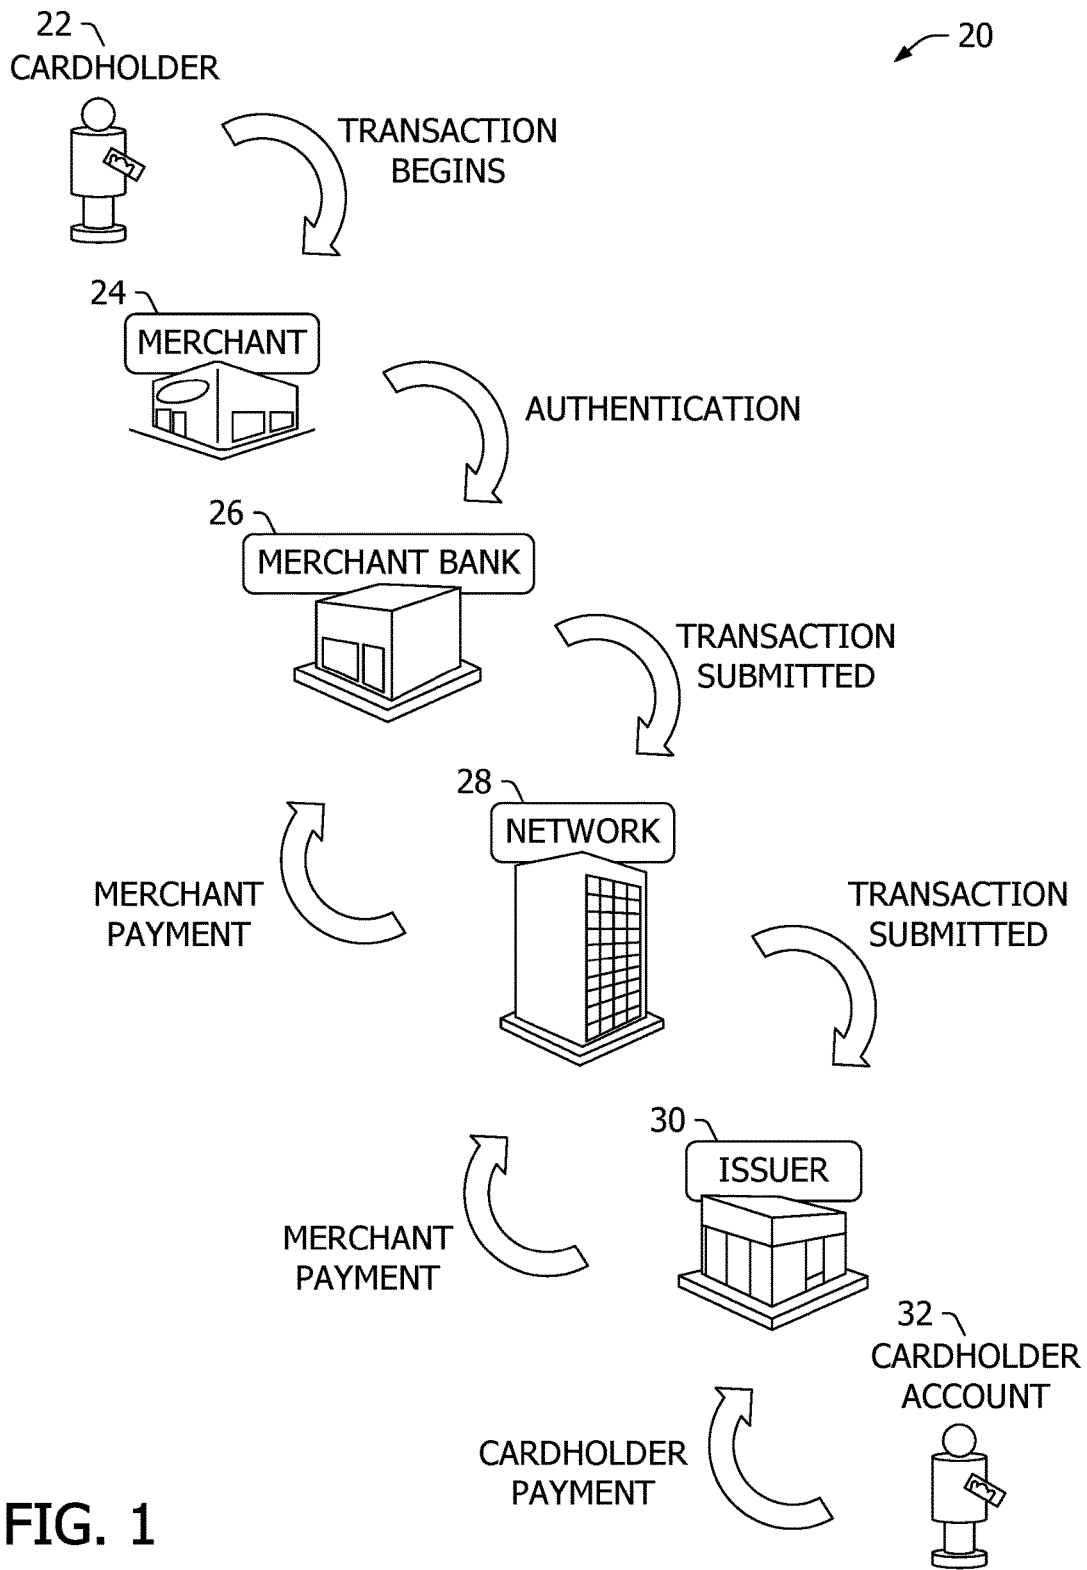 22
CARDHOLDER
20
TRANSACTION
BEGINS
24
MERCHANT
AUTHENTICATION
26
MERCHANT BANK
TRANSACTION
SUBMITTED
28
NETWORK
MERCHANT
PAYMENT
TRANSACTION
SUBMITTED
30
ISSUER
MERCHANT
PAYMENT
32
CARDHOLDER
ACCOUNT
CARDHOLDER
PAYMENT
FIG. 1